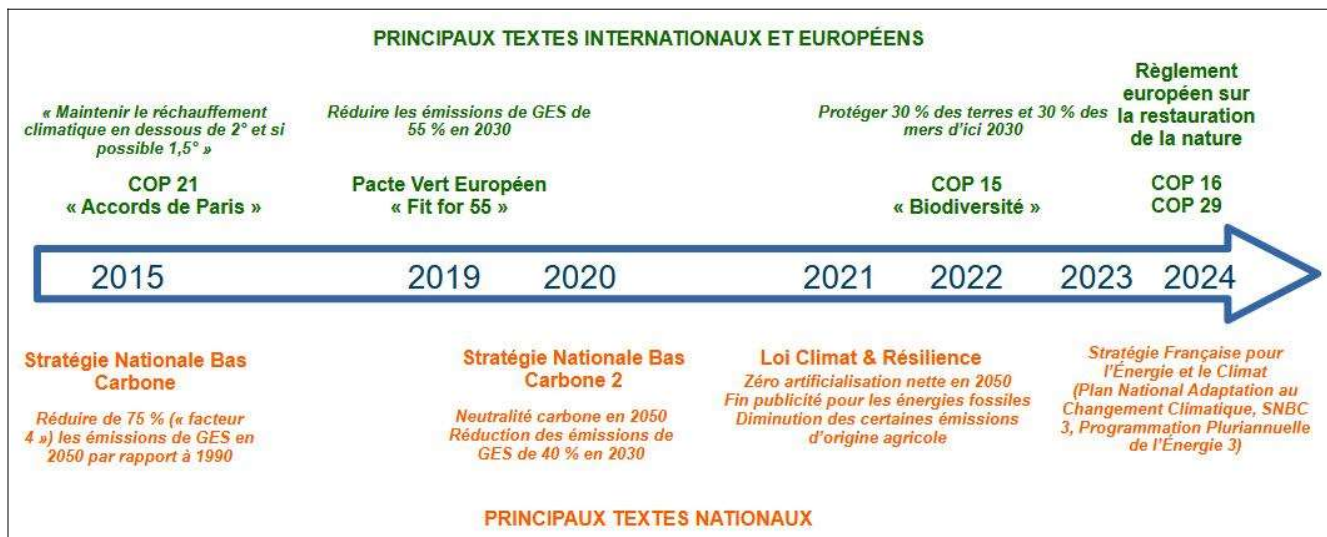 PRINCIPAUX TEXTES INTERNATIONAUX ET EUROPÉENS
« Maintenir le réchauffement
climatique en dessous de 2° et si
possible 1,5° »
COP 21
« Accords de Paris »
Réduire les émissions de GES de
55 % en 2030
Pacte Vert Européen
« Fit for 55 »
Protéger 30 % des terres et 30 % des
mers d'ici 2030
COP 15
« Biodiversité »
Règlement
européen sur
la restauration
de la nature
COP 16
COP 29
2015
2019
2020
2021
2022
2023
2024
Stratégie Nationale Bas
Carbone
Réduire de 75 % (« facteur
4 ») les émissions de GES en
2050 par rapport à 1990
Stratégie Nationale Bas
Carbone 2
Neutralité carbone en 2050
Réduction des émissions de
GES de 40 % en 2030
Loi Climat & Résilience
Zéro artificialisation nette en 2050
Fin publicité pour les énergies fossiles
Diminution des certaines émissions
d'origine agricole
Stratégie Française pour
l'Énergie et le Climat
(Plan National Adaptation au
Changement Climatique, SNBC
3, Programmation Pluriannuelle
de l'Énergie 3)
PRINCIPAUX TEXTES NATIONAUX